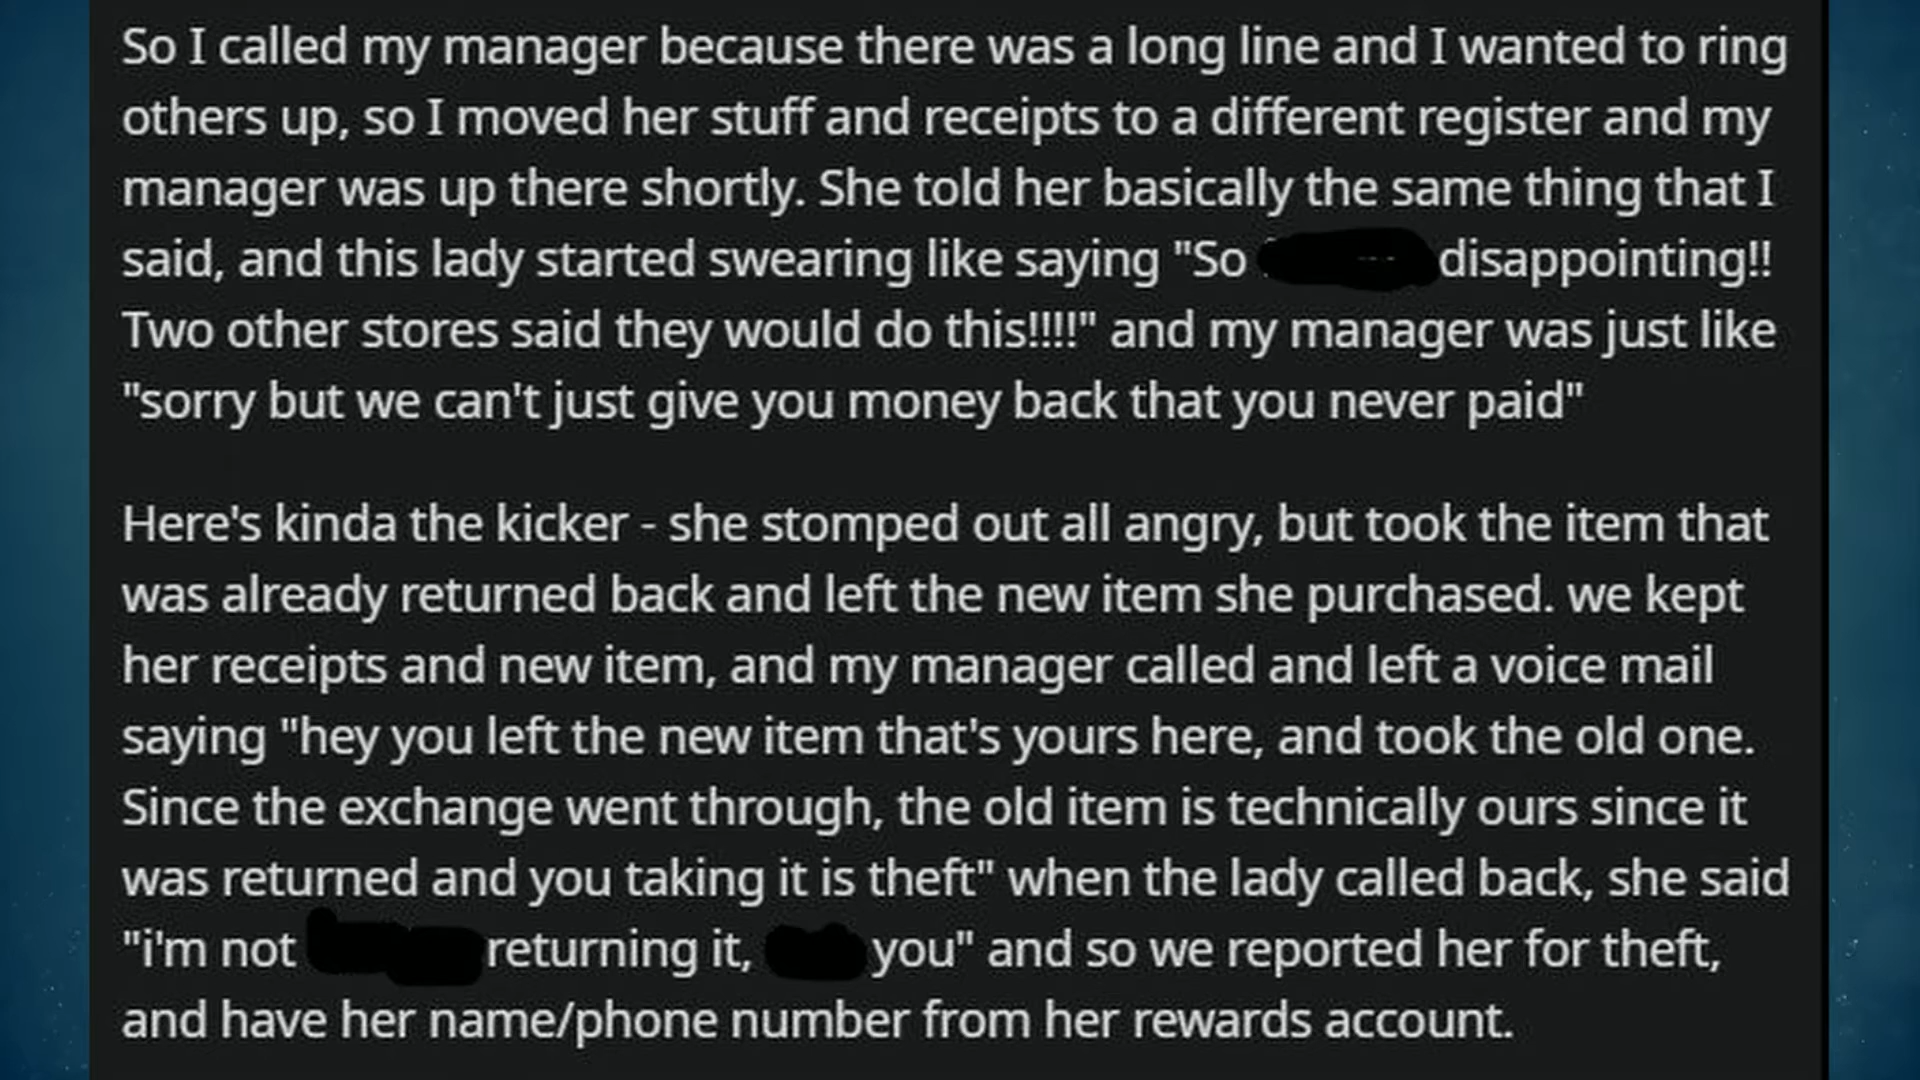 So I called my manager because there was a long line and I wanted to ring
others up, so I moved her stuff and receipts to a different register and my
manager was up there shortly. She told her basically the same thing that I
said, and this lady started swearing like saying "So disappointing!!
Two other stores said they would do this!!!!" and my manager was just like
"sorry but we can't just give you money back that you never paid"
Here's kinda the kicker - she stomped out all angry, but took the item that
was already returned back and left the new item she purchased. we kept
her receipts and new item, and my manager called and left a voice mail
saying "hey you left the new item that's yours here, and took the old one.
Since the exchange went through, the old item is technically ours since it
was returned and you taking it is theft" when the lady called back, she said
"i'm not returning it, you" and so we reported her for theft,
and have her name/phone number from her rewards account.